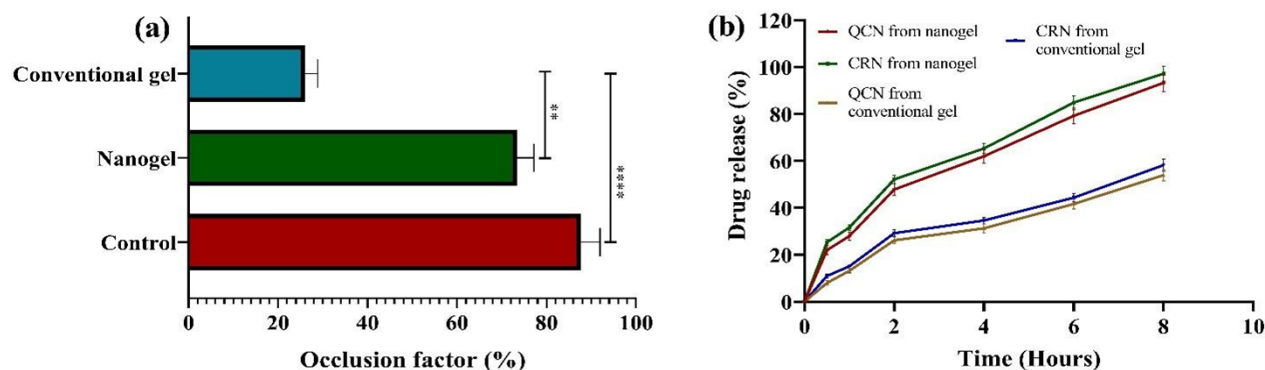 (a)
Conventional gel
Nanogel
Control
**
****
0 20 40 60 80 100
Occlusion factor (%)
(b)
QCN from nanogel
CRN from nanogel
QCN from
conventional gel
CRN from
conventional gel
120
100
80
60
40
20
0
Drug release (%)
0 2 4 6 8 10
Time (Hours)